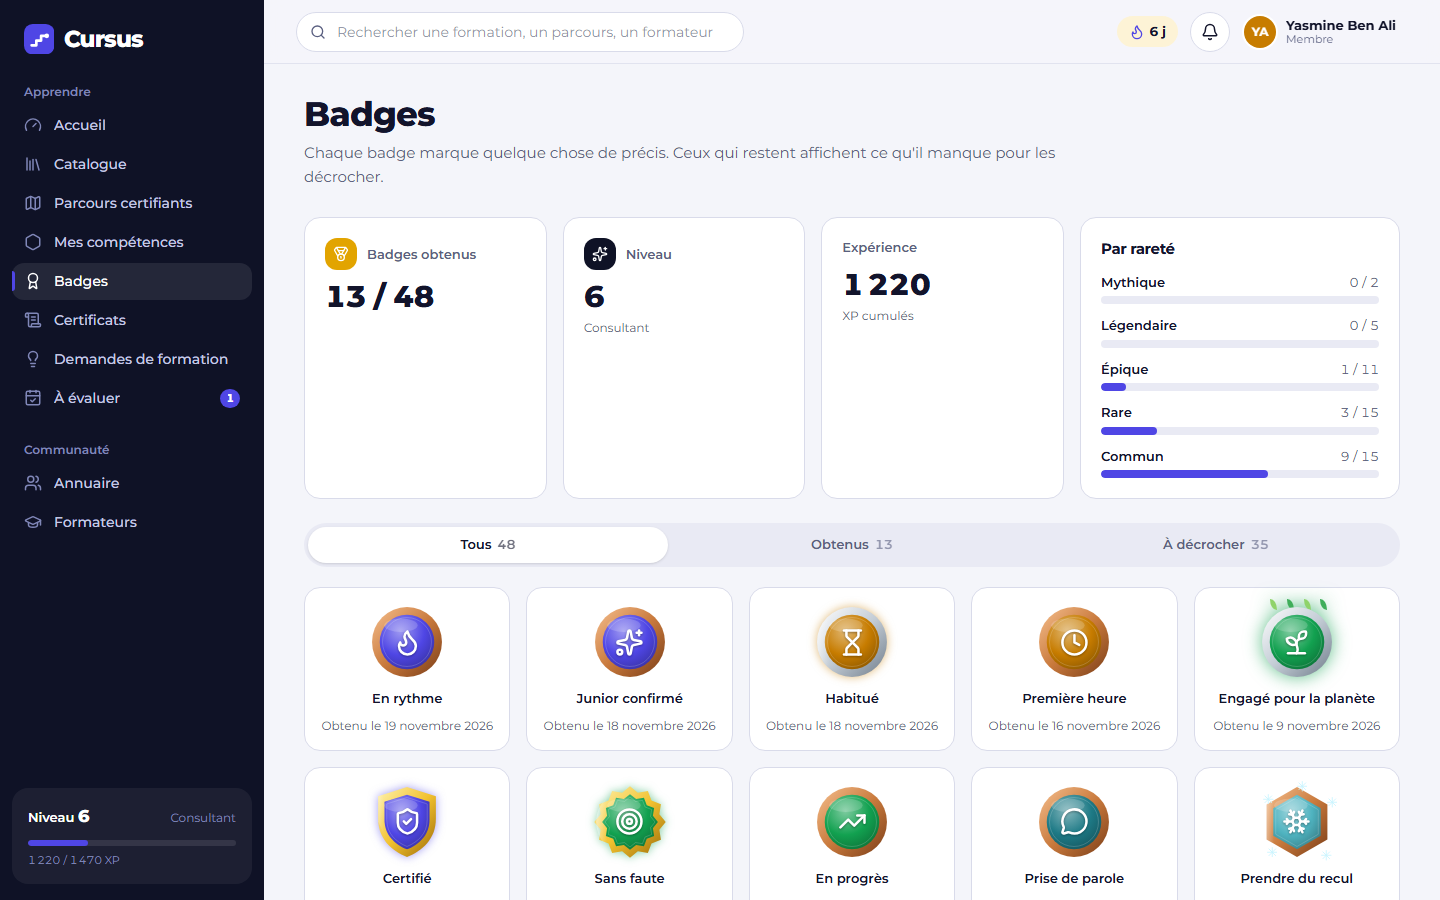 Cursus
Apprendre
Accueil
Catalogue
Parcours certifiants
Mes compétences
Badges
Certificats
Demandes de formation
À évaluer 1
Communauté
Annuaire
Formateurs
Niveau 6 Consultant
1 220 / 1 470 XP
Rechercher une formation, un parcours, un formateur
6 j
YA
Yasmine Ben Ali
Membre
Badges
Chaque badge marque quelque chose de précis. Ceux qui restent affichent ce qu'il manque pour les
décrocher.
Badges obtenus
13 / 48
Niveau
6
Consultant
Expérience
1 220
XP cumulés
Par rareté
Mythique 0 / 2
Légendaire 0 / 5
Épique 1 / 11
Rare 3 / 15
Commun 9 / 15
Tous 48
Obtenus 13
À décrocher 35
En rythme
Obtenu le 19 novembre 2026
Junior confirmé
Obtenu le 18 novembre 2026
Habitué
Obtenu le 18 novembre 2026
Première heure
Obtenu le 16 novembre 2026
Engagé pour la planète
Obtenu le 9 novembre 2026
Certifié
Sans faute
En progrès
Prise de parole
Prendre du recul